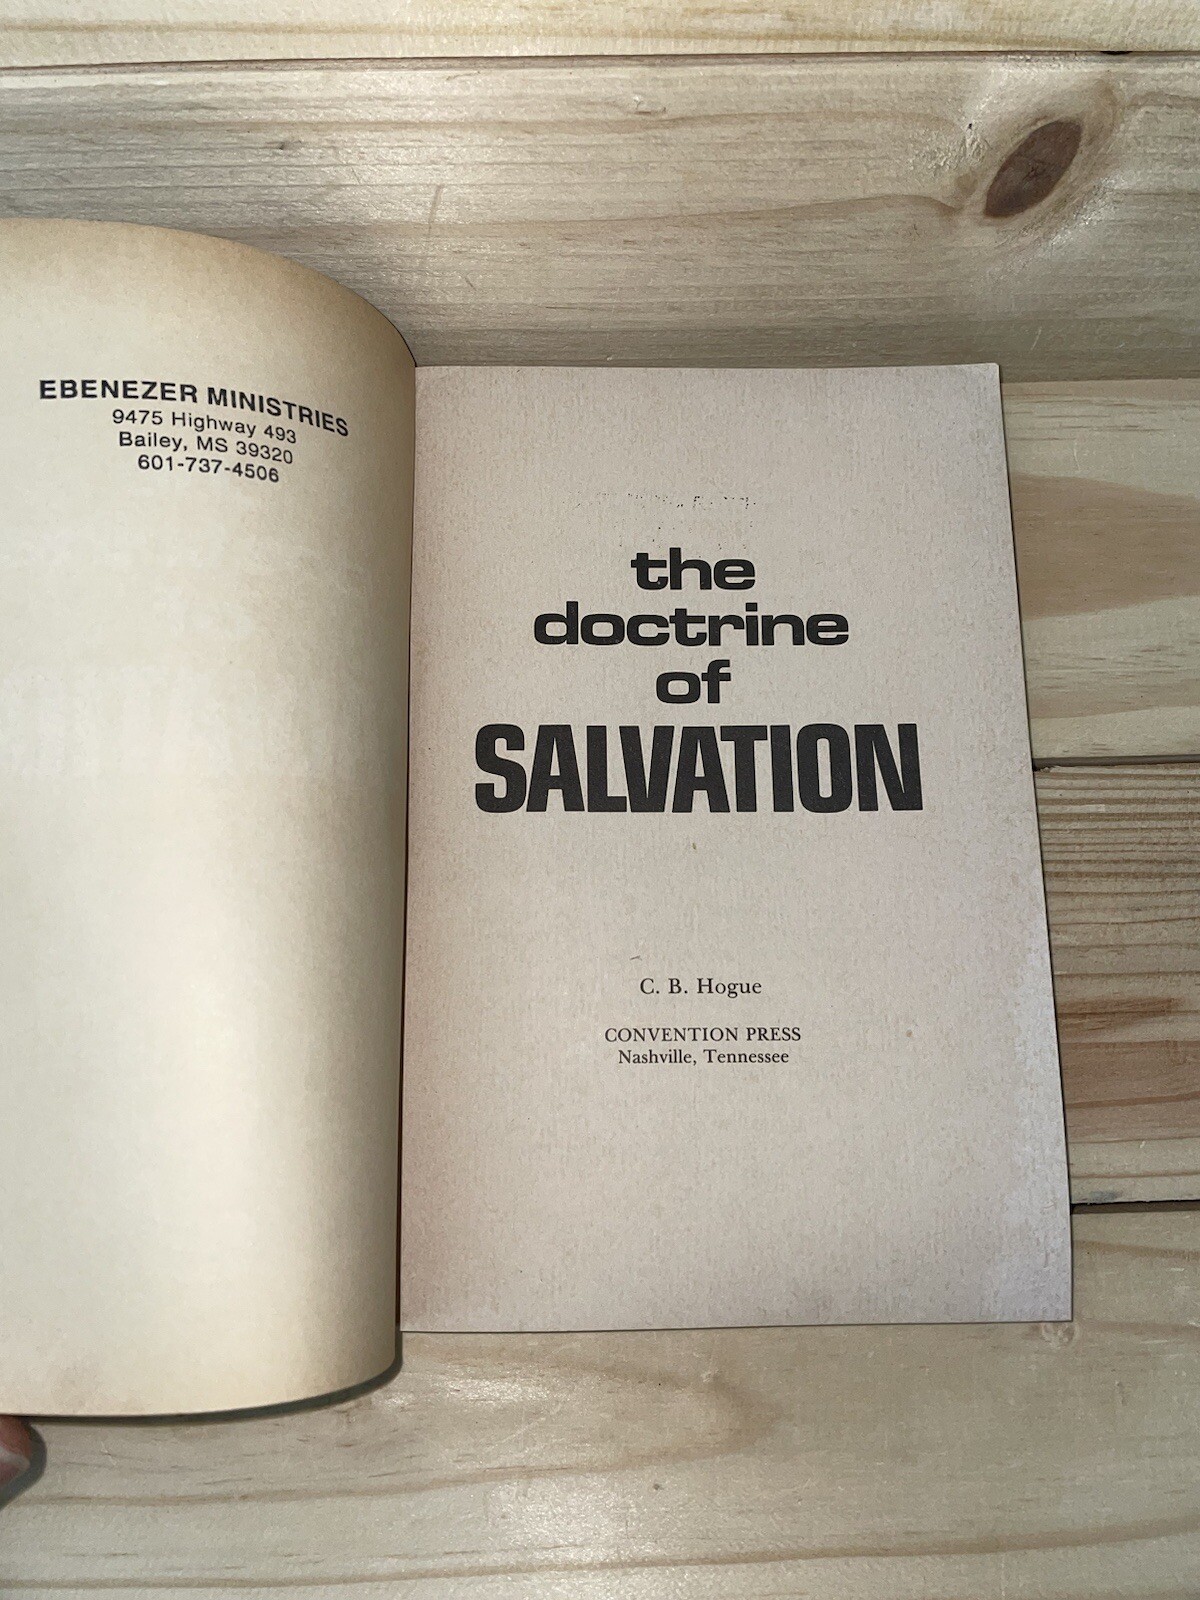 EBENEZER MINISTRIES
9475 Highway 493
Bailey, MS 39320
601-737-4506
the
doctrine
of
SALVATION
C. B. Hogue
CONVENTION PRESS
Nashville, Tennessee